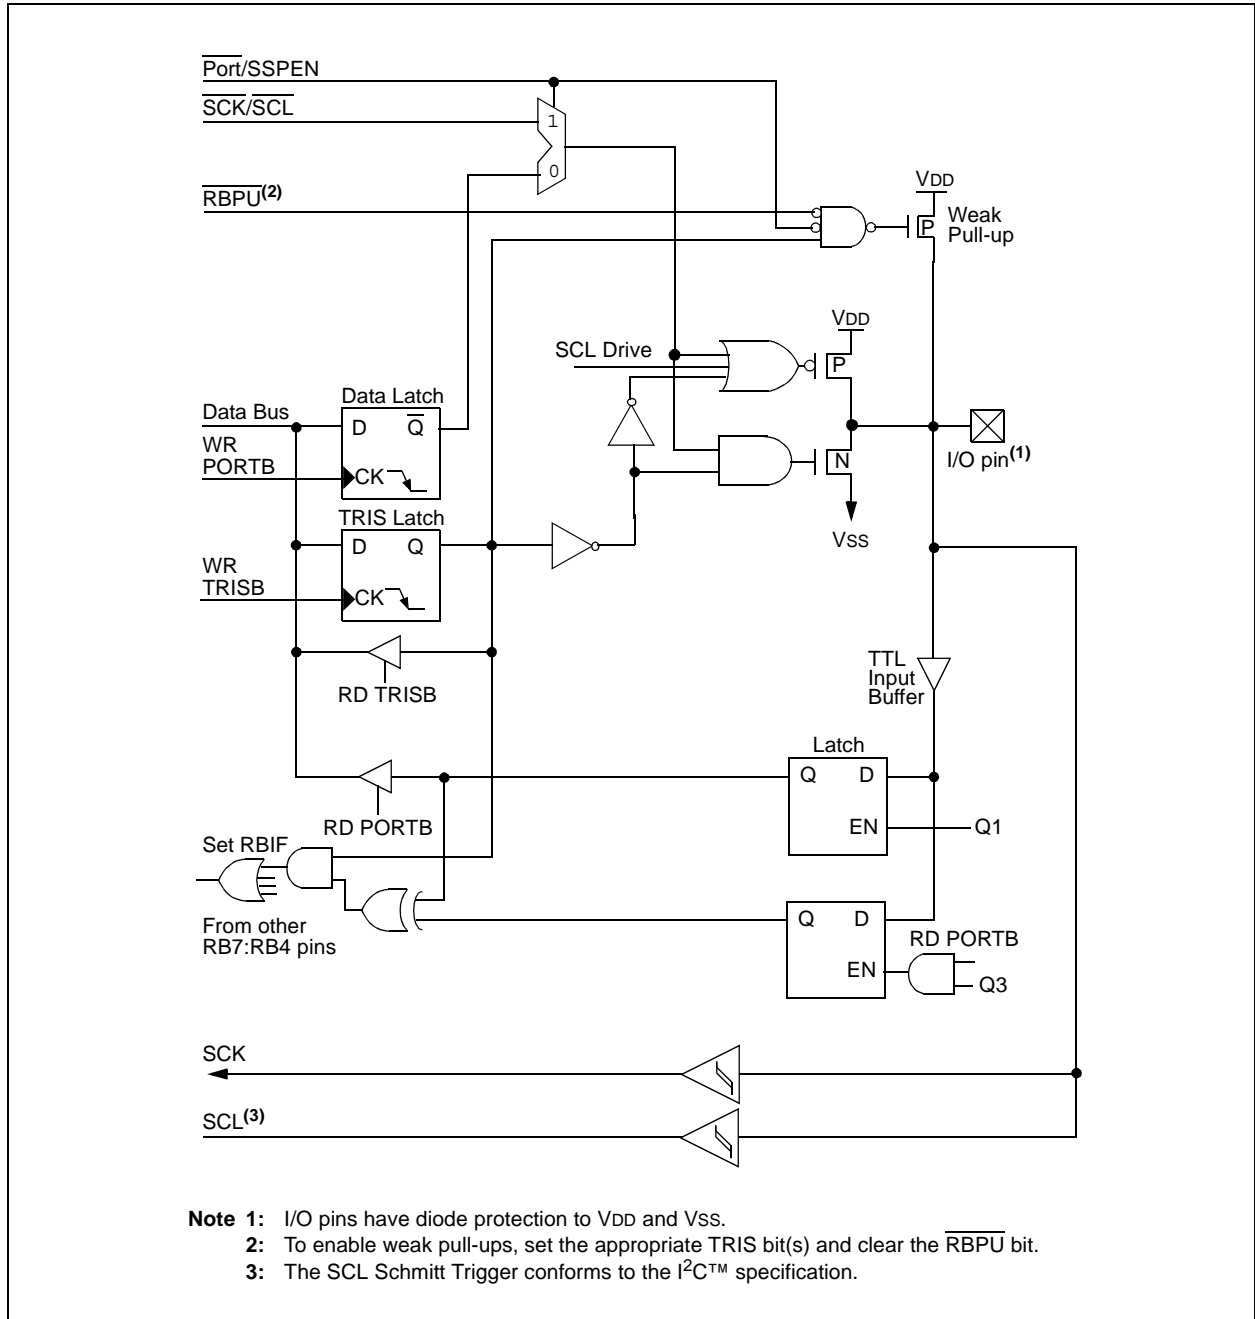 Port/SSPEN
SCK/SCL
1
0
RBPU(2)
VDD
P
Weak
Pull-up
VDD
SCL Drive
P
Data Latch
Data Bus
D Q
WR
PORTB
CK
N
I/O pin(1)
VSS
TRIS Latch
D Q
WR
TRISB
CK
RD TRISB
TTL
Input
Buffer
Latch
Q D
EN
Q1
RD PORTB
Set RBIF
From other
RB7:RB4 pins
Q D
RD PORTB
EN
Q3
SCK
SCL(3)
Note 1: I/O pins have diode protection to VDD and VSS.
2: To enable weak pull-ups, set the appropriate TRIS bit(s) and clear the RBPU bit.
3: The SCL Schmitt Trigger conforms to the I2C™ specification.